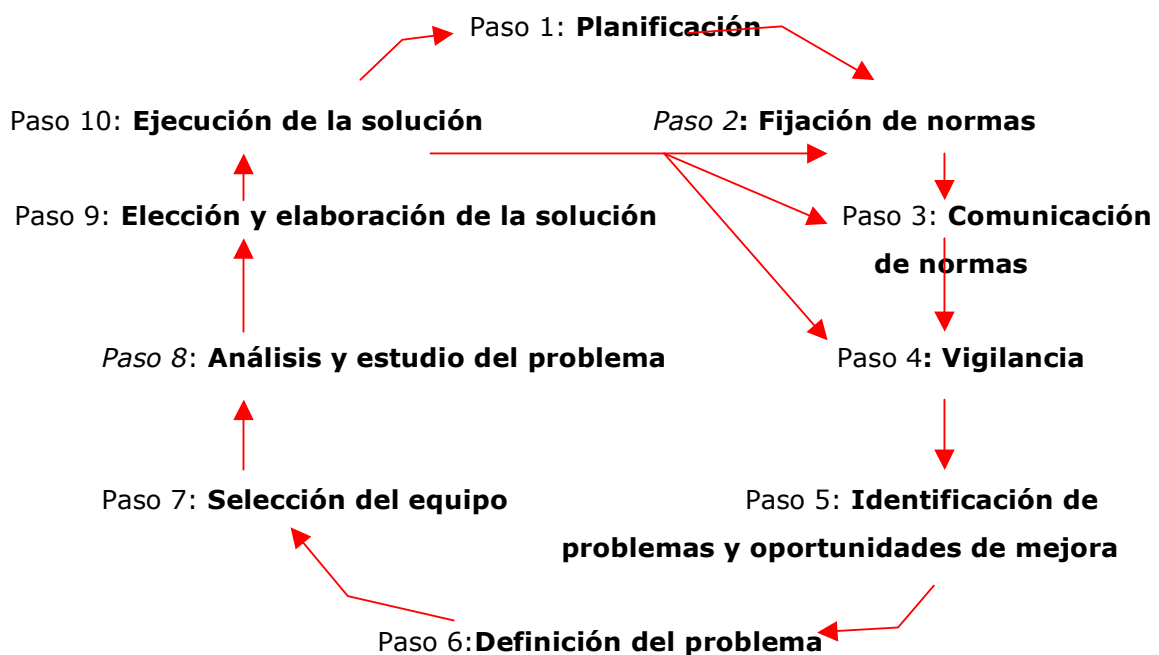 Paso 1: Planificación
Paso 10: Ejecución de la solución
Paso 2: Fijación de normas
Paso 9: Elección y elaboración de la solución
Paso 3: Comunicación
de normas
Paso 8: Análisis y estudio del problema
Paso 4: Vigilancia
Paso 7: Selección del equipo
Paso 5: Identificación de
problemas y oportunidades de mejora
Paso 6:Definición del problema